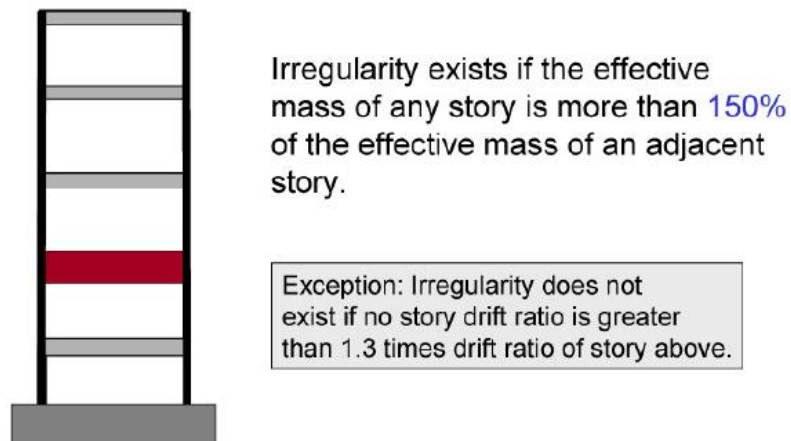 Irregularity exists if the effective
mass of any story is more than 150%
of the effective mass of an adjacent
story.
Exception: Irregularity does not
exist if no story drift ratio is greater
than 1.3 times drift ratio of story above.